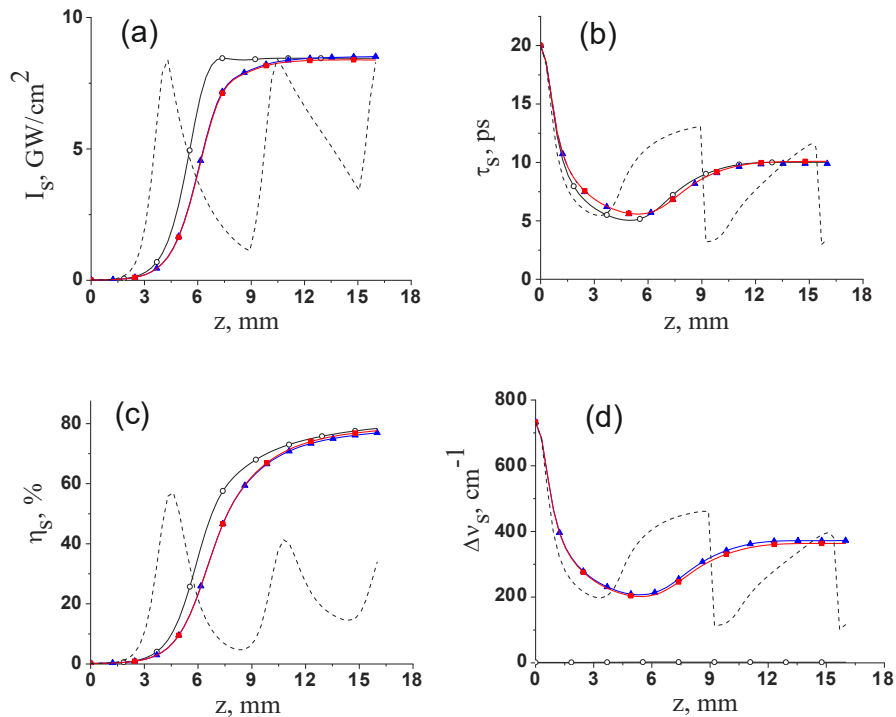 (a)
I_s, GW/cm^2
10
5
0
0 3 6 9 12 15 18
z, mm
(b)
τ_s, ps
20
15
10
5
0
0 3 6 9 12 15 18
z, mm
(c)
η_s, %
80
60
40
20
0
0 3 6 9 12 15 18
z, mm
(d)
Δν_s, cm^-1
800
600
400
200
0
0 3 6 9 12 15 18
z, mm